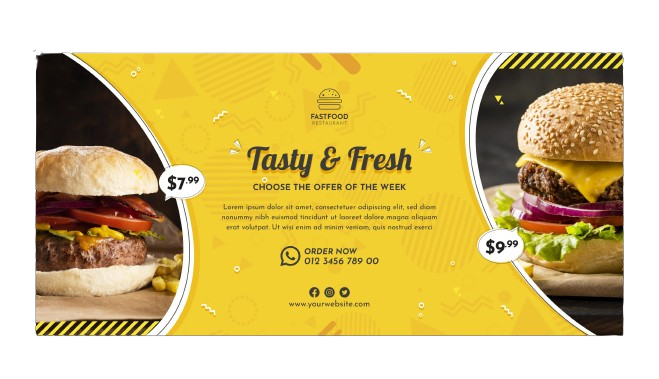 FASTFOOD
RESTAURANT
Tasty & Fresh
CHOOSE THE OFFER OF THE WEEK
$7.99
Lorem ipsum dolor sit amet, consectetuer adipiscing elit, sed diam
nonummy nibh euismod tincidunt ut laoreet dolore magna aliquam
erat volutpat. Ut wisi enim ad minim veniam, quis nostrud exerci
$9.99
ORDER NOW
012 3456 789 00
www.yourwebsite.com